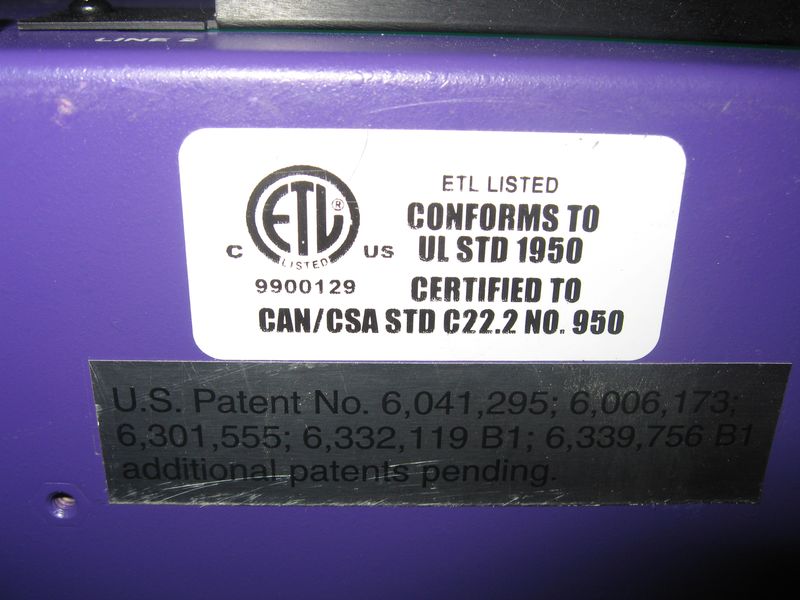 LINE 2
ETL LISTED
CONFORMS TO
UL STD 1950
CERTIFIED TO
CAN/CSA STD C22.2 NO. 950
ETL ®
LISTED
C US
9900129
U.S. Patent No. 6,041,295; 6,006,173;
6,301,555; 6,332,119 B1; 6,339,756 B1
additional patents pending.